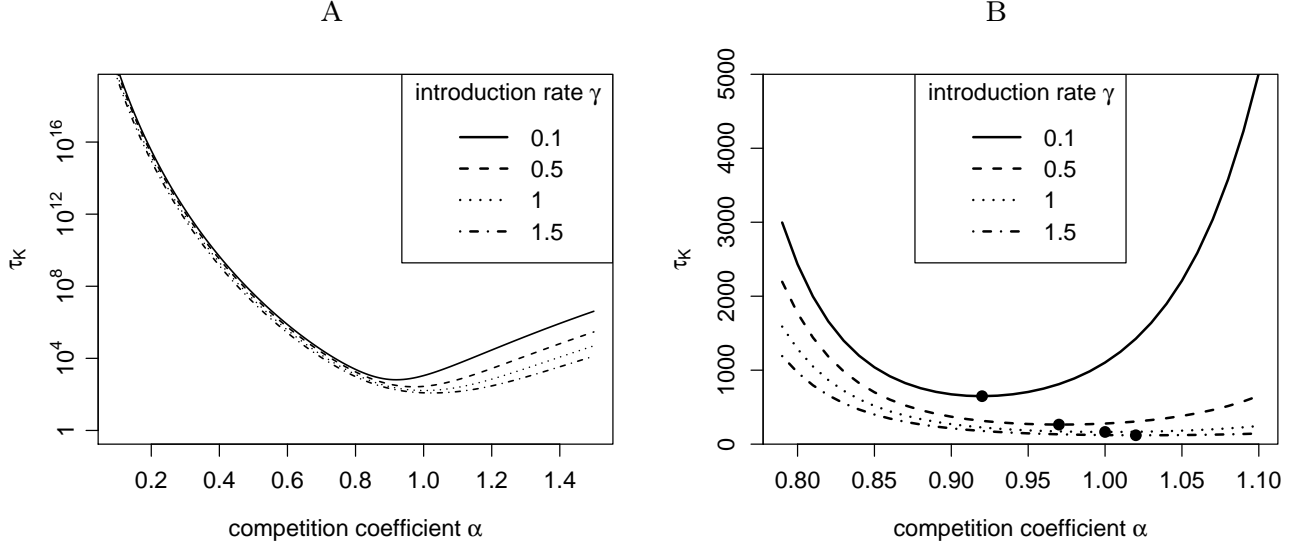 A
introduction rate γ
0.1
0.5
1
1.5
τK
1
10^4
10^8
10^12
10^16
0.2 0.4 0.6 0.8 1.0 1.2 1.4
competition coefficient α
B
introduction rate γ
0.1
0.5
1
1.5
τK
0 1000 2000 3000 4000 5000
0.80 0.85 0.90 0.95 1.00 1.05 1.10
competition coefficient α